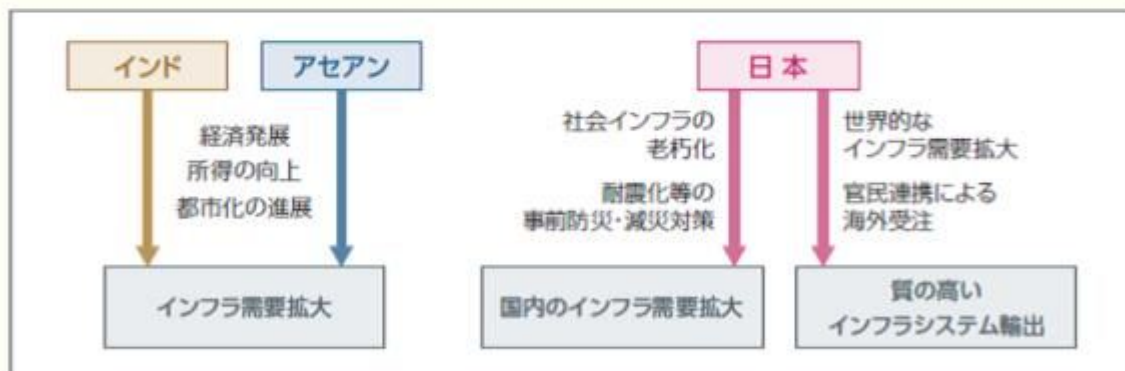 インド
アセアン
経済発展
所得の向上
都市化の進展
インフラ需要拡大
日本
社会インフラの
老朽化
耐震化等の
事前防災・減災対策
世界的な
インフラ需要拡大
官民連携による
海外受注
国内のインフラ需要拡大
質の高い
インフラシステム輸出